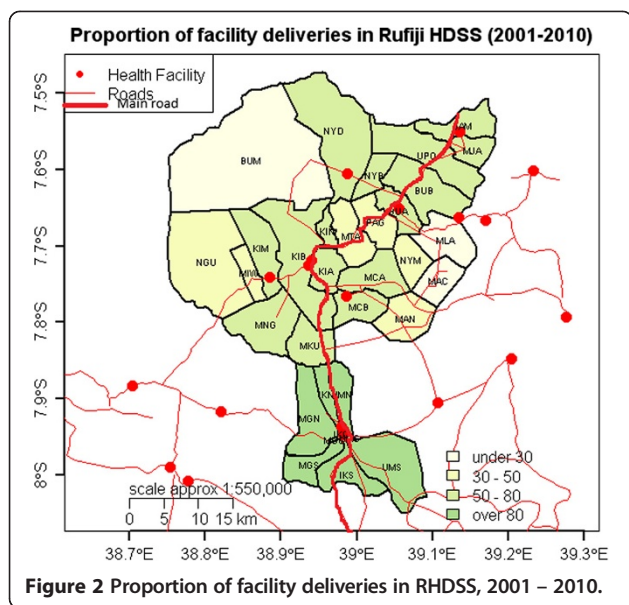 Proportion of facility deliveries in Rufiji HDSS (2001-2010)
Health Facility
Roads
Main road
7.5°S
7.6°S
7.7°S
7.8°S
7.9°S
8°S
NYD
BUM
UPO
MJA
NYB
BUB
PAG
MTA
MLA
KIM
KIB
NGU
KIA
NYM
MCA
MAC
MCB
MAN
MNG
MKU
MGN
MGS
UMS
IKS
under 30
30 - 50
50 - 80
over 80
scale approx 1:550,000
0 5 10 15 km
38.7°E 38.8°E 38.9°E 39°E 39.1°E 39.2°E 39.3°E
Figure 2 Proportion of facility deliveries in RHDSS, 2001 – 2010.